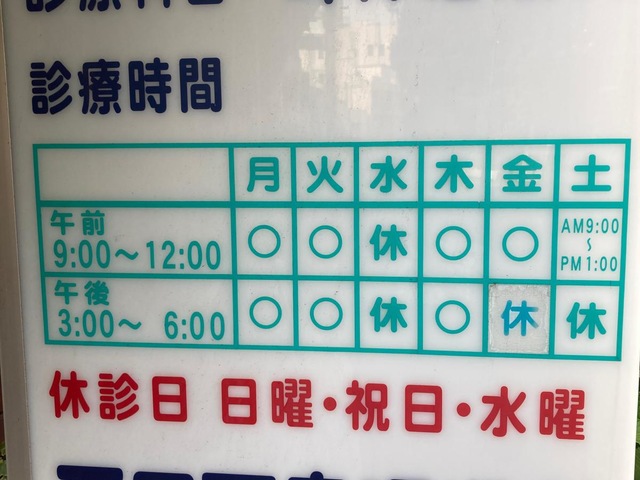 診療時間
月 火 水 木 金 土
午前 9:00～12:00 ○ ○ 休 ○ ○ AM9:00～PM1:00
午後 3:00～ 6:00 ○ ○ 休 ○ 休 休
休診日 日曜・祝日・水曜